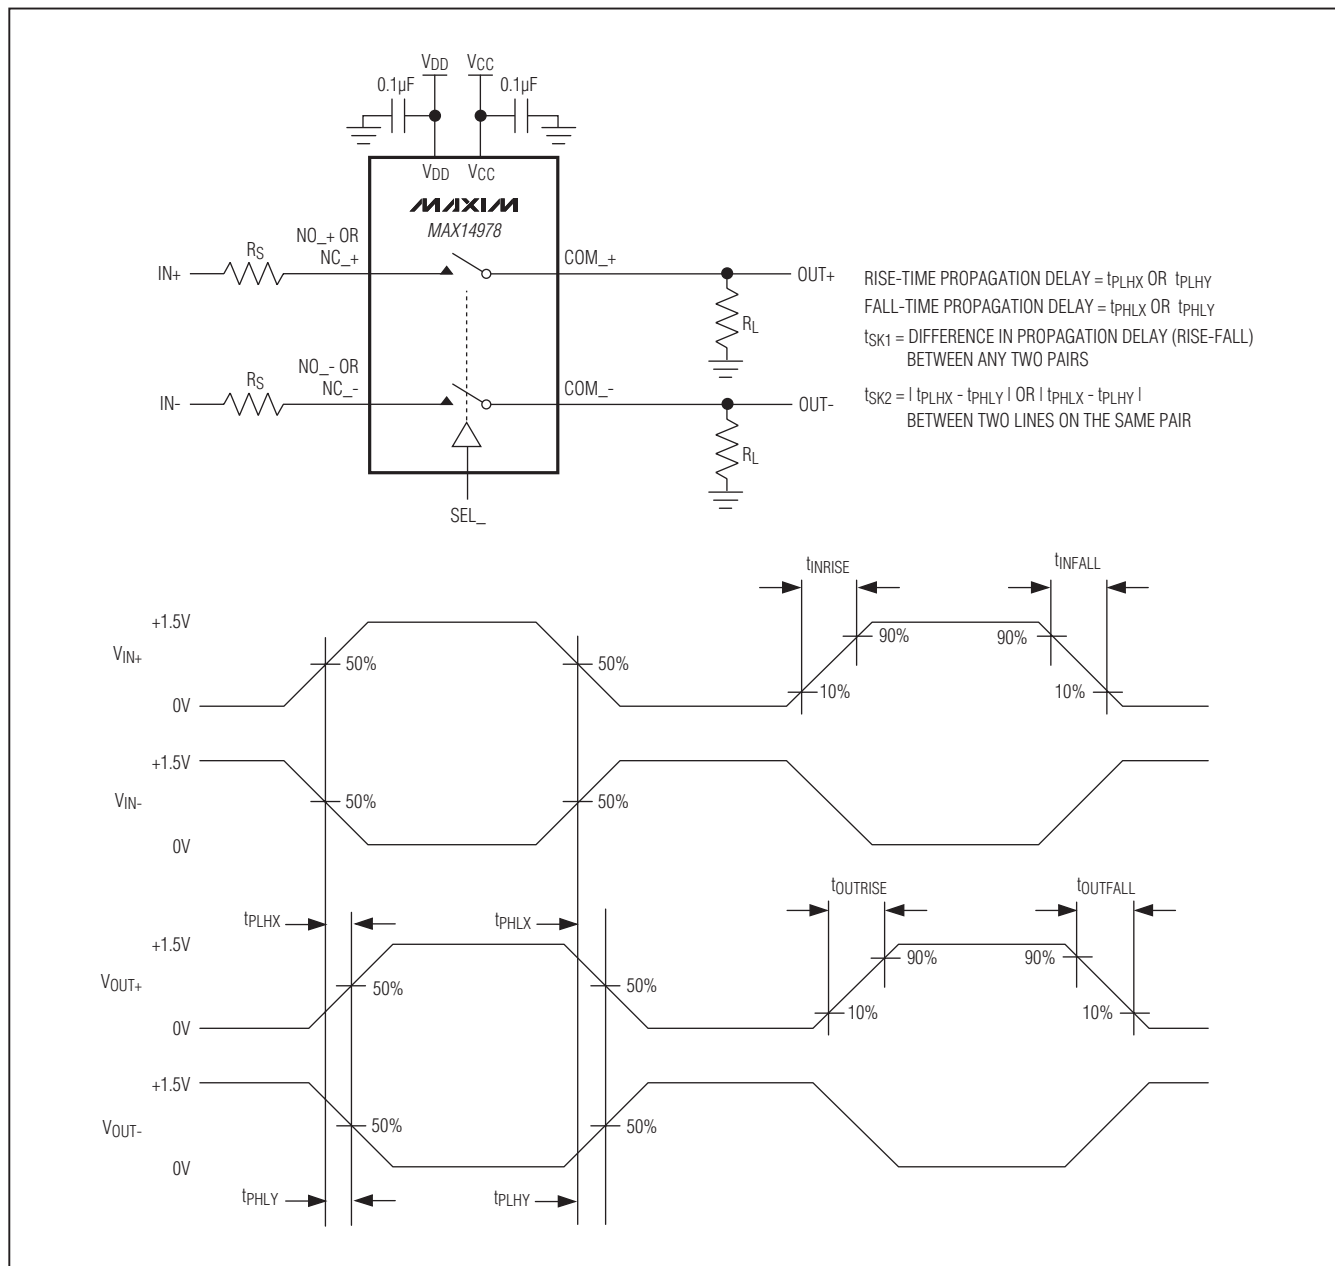 VDD VCC
0.1µF 0.1µF
VDD VCC
MAXIM
MAX14978
NO_+ OR
NC_+
RS
IN+
COM_+
OUT+
RL
NO_- OR
NC_-
RS
IN-
COM_-
OUT-
RL
SEL_
RISE-TIME PROPAGATION DELAY = tPLHX OR tPLHY
FALL-TIME PROPAGATION DELAY = tPHLX OR tPHLY
tSK1 = DIFFERENCE IN PROPAGATION DELAY (RISE-FALL)
BETWEEN ANY TWO PAIRS
tSK2 = | tPLHX - tPHLY | OR | tPHLX - tPLHY |
BETWEEN TWO LINES ON THE SAME PAIR
tINRISE tINFALL
+1.5V
VIN+
0V
50% 50% 90% 90%
10% 10%
+1.5V
VIN-
0V
50% 50%
tOUTRISE tOUTFALL
tPLHX tPHLX
+1.5V
VOUT+
0V
50% 50% 90% 90%
10% 10%
+1.5V
VOUT-
0V
50% 50%
tPHLY tPLHY